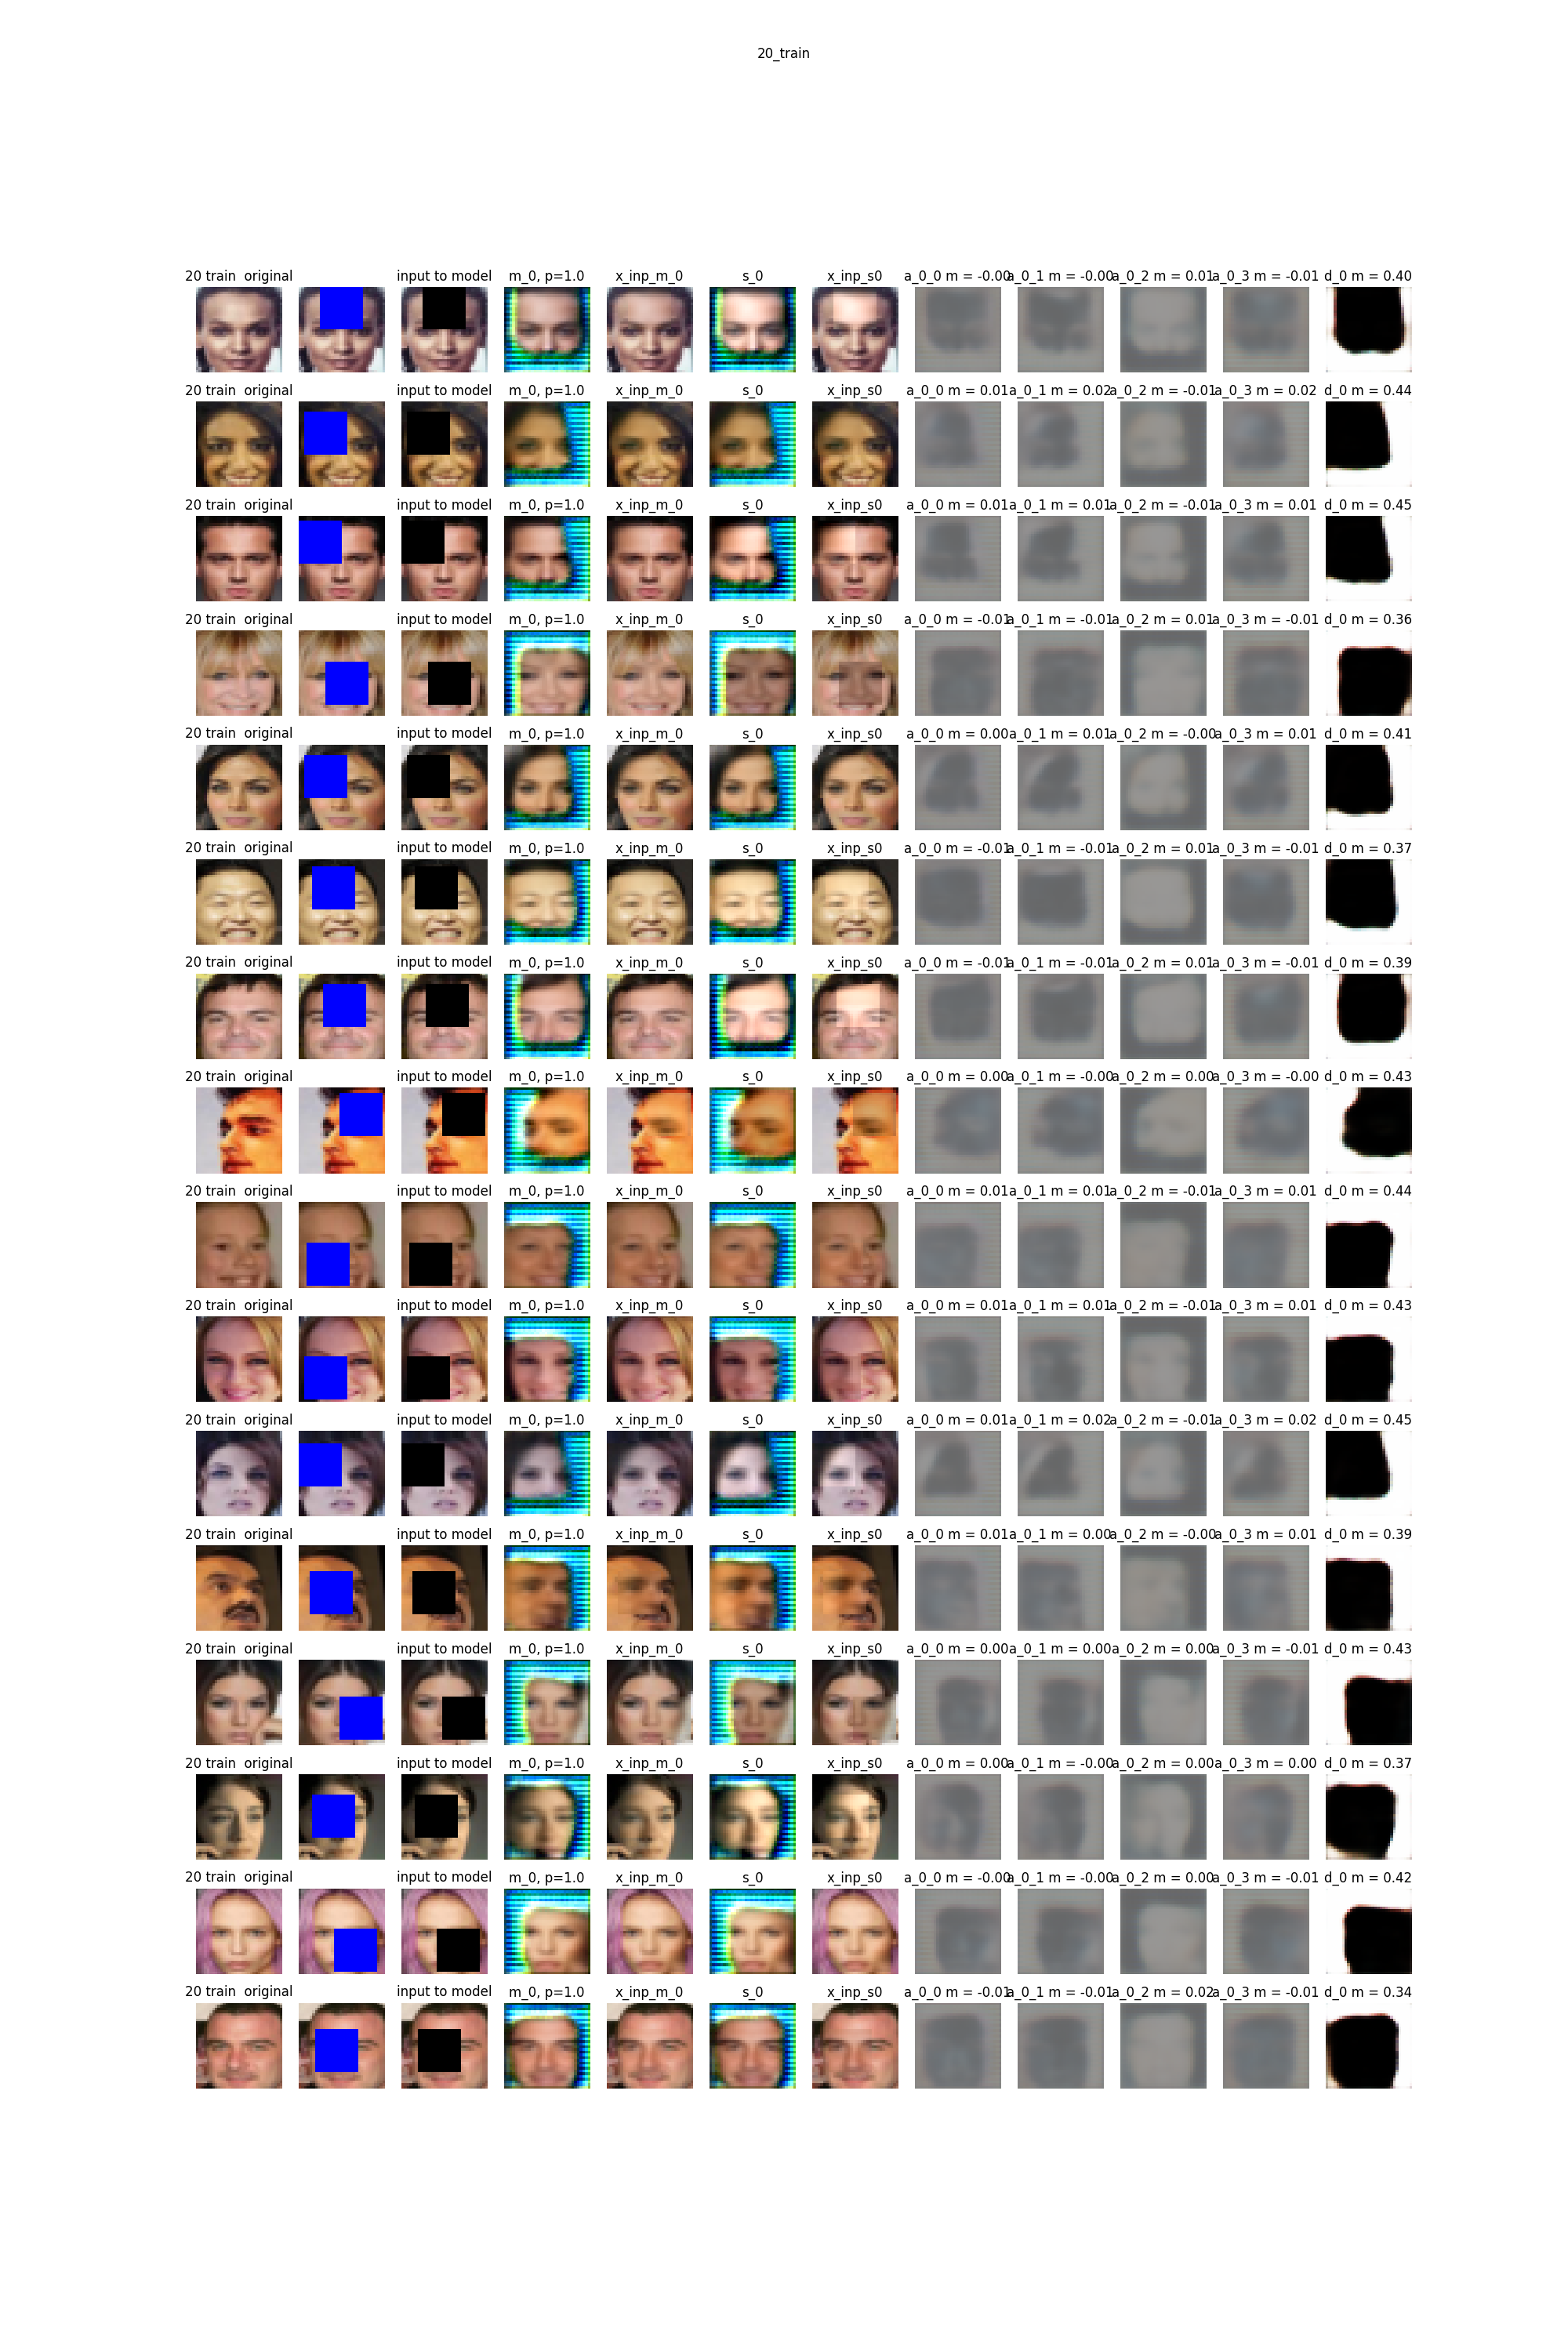 20_train
20 train  original input to model m_0, p=1.0 x_inp_m_0 s_0 x_inp_s0 a_0_0 m = -0.00 a_0_1 m = -0.00 a_0_2 m = 0.01 a_0_3 m = -0.01 d_0 m = 0.40
20 train  original input to model m_0, p=1.0 x_inp_m_0 s_0 x_inp_s0 a_0_0 m = 0.01 a_0_1 m = 0.02 a_0_2 m = -0.01 a_0_3 m = 0.02 d_0 m = 0.44
20 train  original input to model m_0, p=1.0 x_inp_m_0 s_0 x_inp_s0 a_0_0 m = 0.01 a_0_1 m = 0.01 a_0_2 m = -0.01 a_0_3 m = 0.01 d_0 m = 0.45
20 train  original input to model m_0, p=1.0 x_inp_m_0 s_0 x_inp_s0 a_0_0 m = -0.01 a_0_1 m = -0.01 a_0_2 m = 0.01 a_0_3 m = -0.01 d_0 m = 0.36
20 train  original input to model m_0, p=1.0 x_inp_m_0 s_0 x_inp_s0 a_0_0 m = 0.00 a_0_1 m = 0.01 a_0_2 m = -0.00 a_0_3 m = 0.01 d_0 m = 0.41
20 train  original input to model m_0, p=1.0 x_inp_m_0 s_0 x_inp_s0 a_0_0 m = -0.01 a_0_1 m = -0.01 a_0_2 m = 0.01 a_0_3 m = -0.01 d_0 m = 0.37
20 train  original input to model m_0, p=1.0 x_inp_m_0 s_0 x_inp_s0 a_0_0 m = -0.01 a_0_1 m = -0.01 a_0_2 m = 0.01 a_0_3 m = -0.01 d_0 m = 0.39
20 train  original input to model m_0, p=1.0 x_inp_m_0 s_0 x_inp_s0 a_0_0 m = 0.00 a_0_1 m = -0.00 a_0_2 m = 0.00 a_0_3 m = -0.00 d_0 m = 0.43
20 train  original input to model m_0, p=1.0 x_inp_m_0 s_0 x_inp_s0 a_0_0 m = 0.01 a_0_1 m = 0.01 a_0_2 m = -0.01 a_0_3 m = 0.01 d_0 m = 0.44
20 train  original input to model m_0, p=1.0 x_inp_m_0 s_0 x_inp_s0 a_0_0 m = 0.01 a_0_1 m = 0.01 a_0_2 m = -0.01 a_0_3 m = 0.01 d_0 m = 0.43
20 train  original input to model m_0, p=1.0 x_inp_m_0 s_0 x_inp_s0 a_0_0 m = 0.01 a_0_1 m = 0.02 a_0_2 m = -0.01 a_0_3 m = 0.02 d_0 m = 0.45
20 train  original input to model m_0, p=1.0 x_inp_m_0 s_0 x_inp_s0 a_0_0 m = 0.01 a_0_1 m = 0.00 a_0_2 m = -0.00 a_0_3 m = 0.01 d_0 m = 0.39
20 train  original input to model m_0, p=1.0 x_inp_m_0 s_0 x_inp_s0 a_0_0 m = 0.00 a_0_1 m = 0.00 a_0_2 m = 0.00 a_0_3 m = -0.01 d_0 m = 0.43
20 train  original input to model m_0, p=1.0 x_inp_m_0 s_0 x_inp_s0 a_0_0 m = 0.00 a_0_1 m = -0.00 a_0_2 m = 0.00 a_0_3 m = 0.00 d_0 m = 0.37
20 train  original input to model m_0, p=1.0 x_inp_m_0 s_0 x_inp_s0 a_0_0 m = -0.00 a_0_1 m = 0.00 a_0_2 m = 0.00 a_0_3 m = -0.01 d_0 m = 0.42
20 train  original input to model m_0, p=1.0 x_inp_m_0 s_0 x_inp_s0 a_0_0 m = -0.01 a_0_1 m = -0.01 a_0_2 m = 0.02 a_0_3 m = -0.01 d_0 m = 0.34